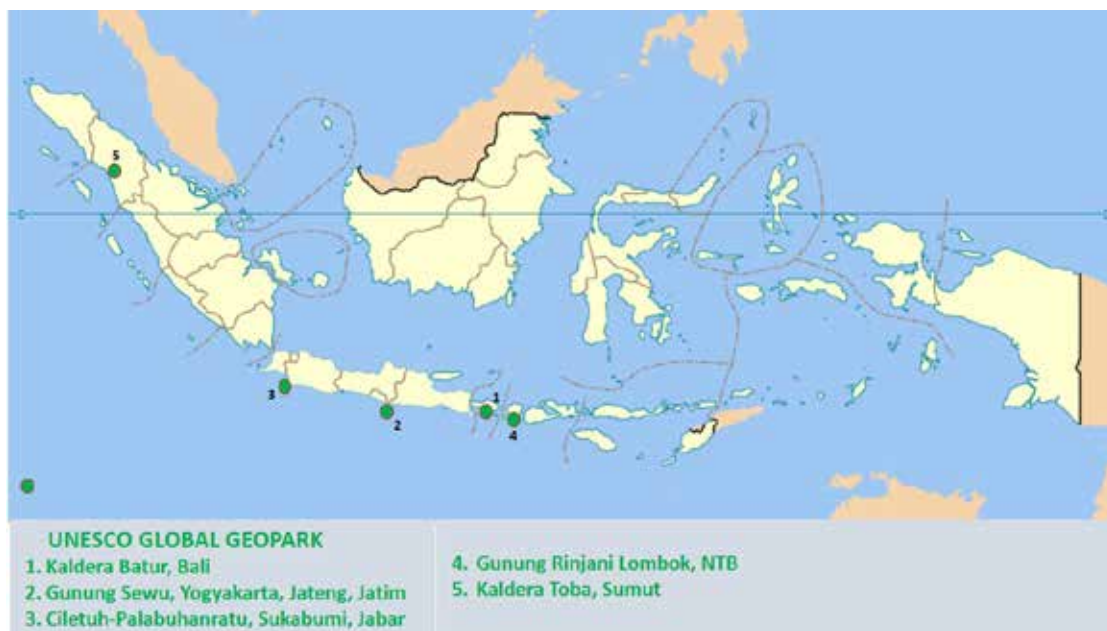 5
3
2
1
4
UNESCO GLOBAL GEOPARK
1. Kaldera Batur, Bali
2. Gunung Sewu, Yogyakarta, Jateng, Jatim
3. Ciletuh-Palabuhanratu, Sukabumi, Jabar
4. Gunung Rinjani Lombok, NTB
5. Kaldera Toba, Sumut